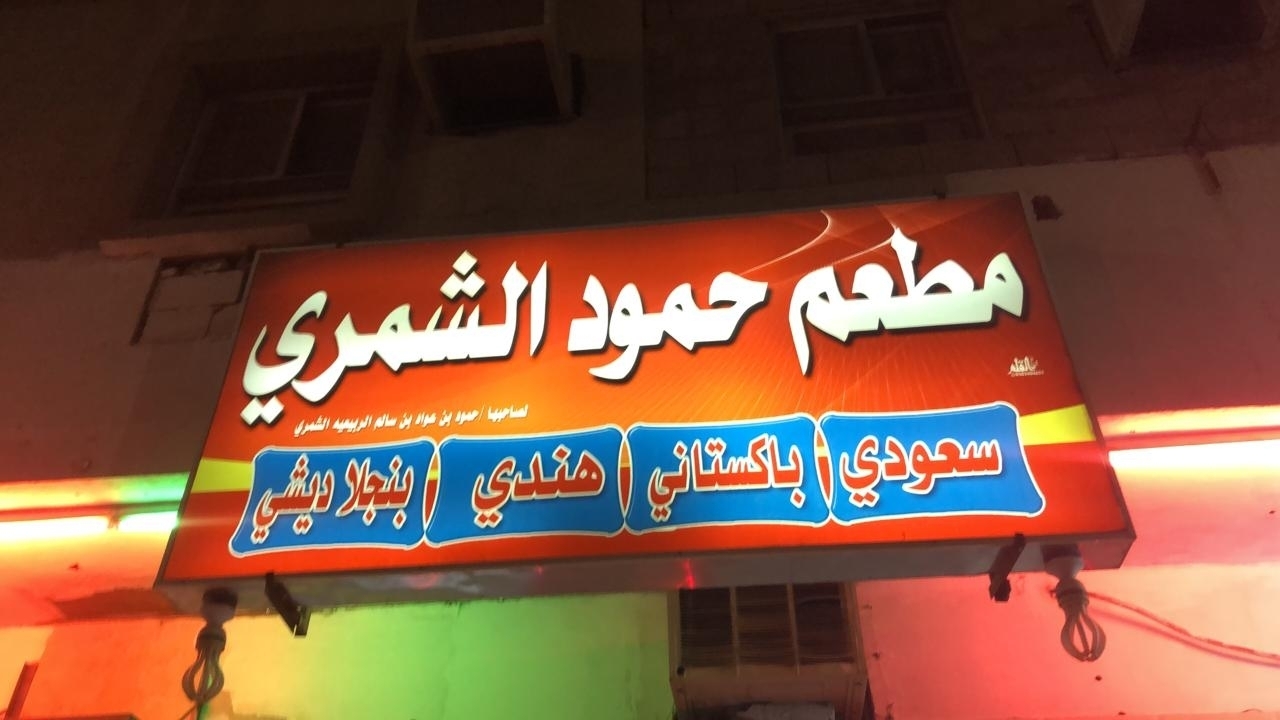 مطعم حمود الشمري
لصاحبها / حمود بن عواد بن سالم الربيعيه الشمري
سعودي باكستاني هندي بنجلا ديشي